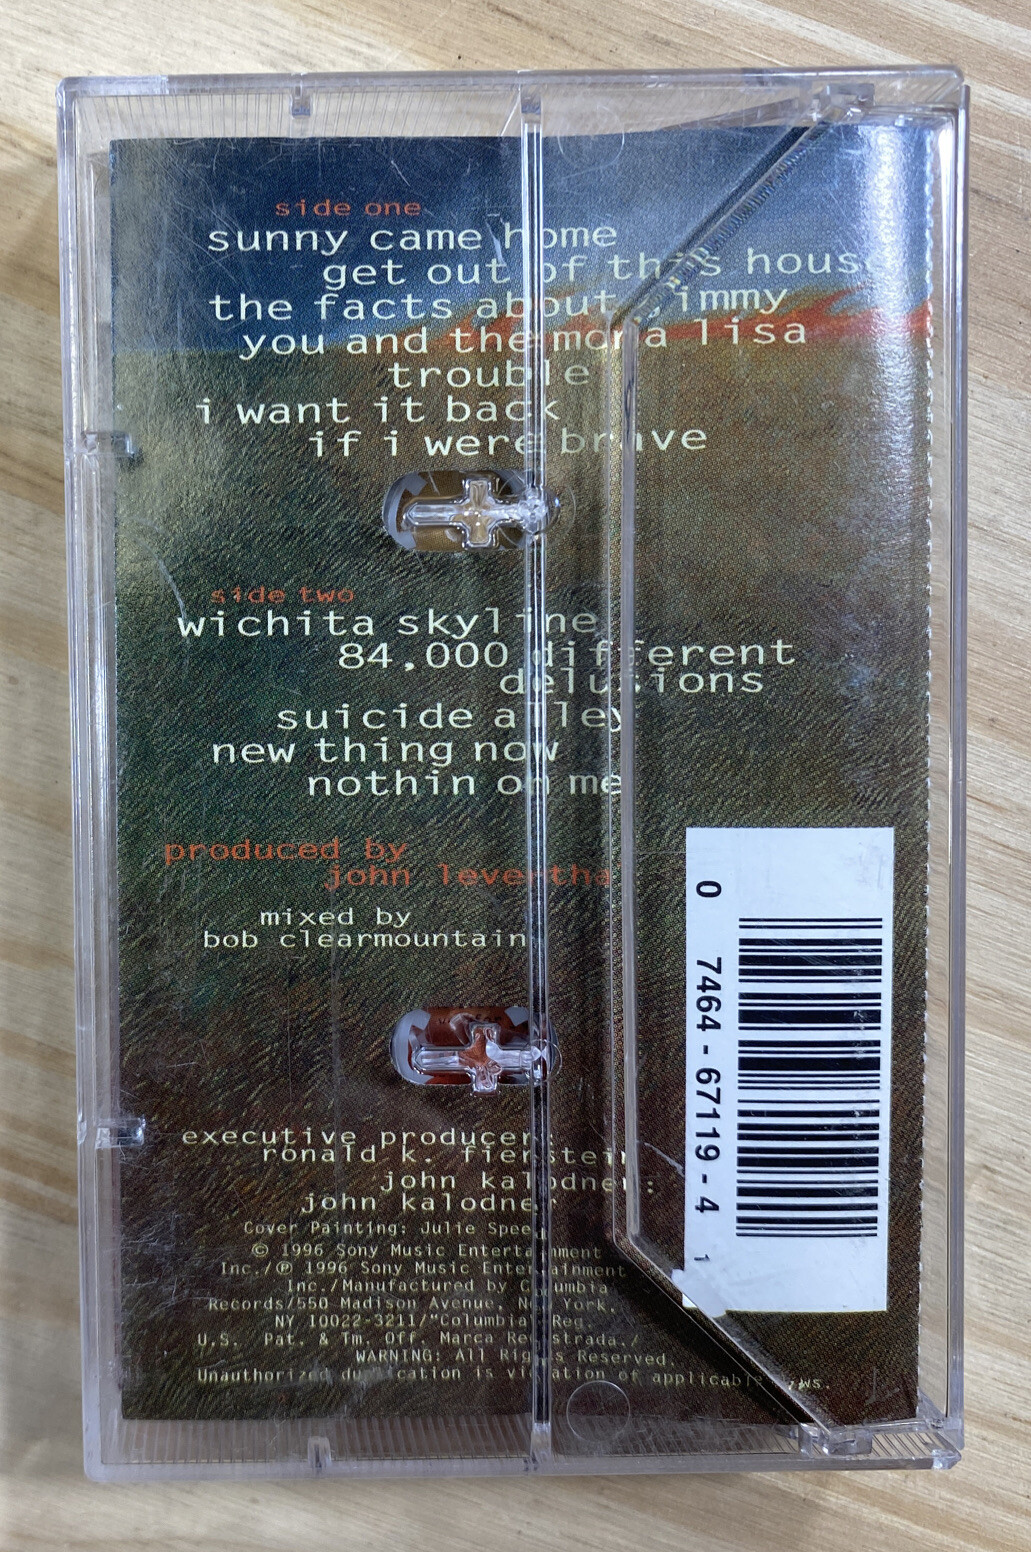 side one
sunny came home
get out of this house
the facts about jimmy
you and the mona lisa
trouble
i want it back
if i were brave
side two
wichita skyline
84,000 different
delusions
suicide alley
new thing now
nothin on me
produced by
john leventhal
mixed by
bob clearmountain
executive producer:
ronald k. fierstein
john kalodner:
john kalodner
Cover Painting: Julie Speed
© 1996 Sony Music Entertainment
Inc./℗ 1996 Sony Music Entertainment
Inc./Manufactured by Columbia
Records/550 Madison Avenue, New York,
NY 10022-3211/"Columbia" Reg.
U.S. Pat. & Tm. Off. Marca Registrada./
WARNING: All Rights Reserved.
Unauthorized duplication is violation of applicable laws.
0 7464-67119-4 1